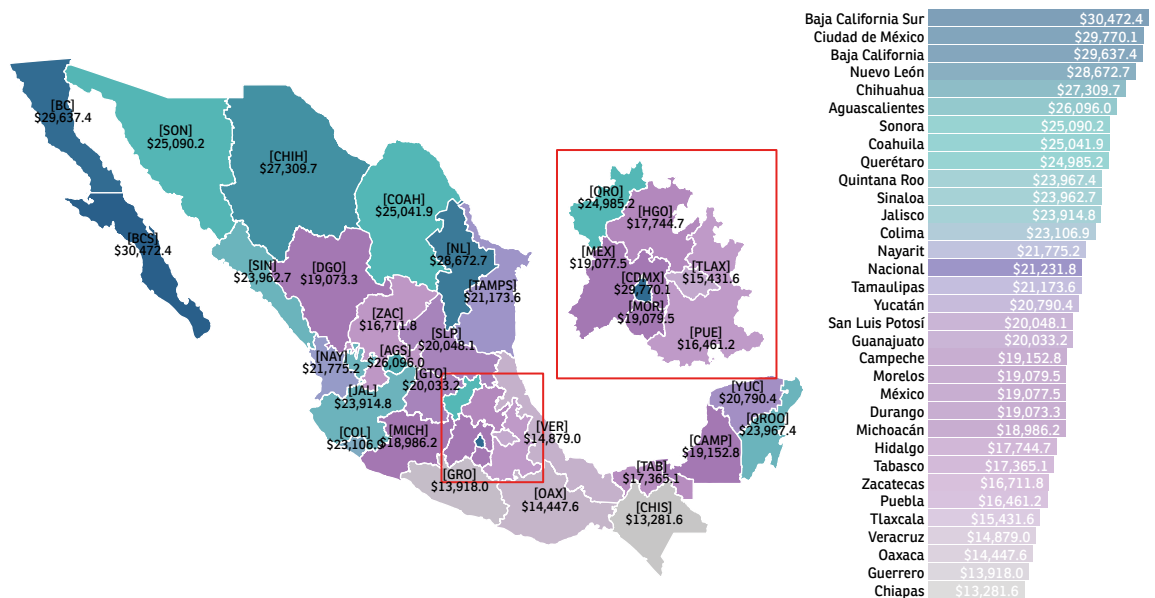 [BC]
$29,637.4
[SON]
$25,090.2
[CHIH]
$27,309.7
[COAH]
$25,041.9
[BCS]
$30,472.4
[SIN]
$23,962.7
[DGO]
$19,073.3
[NL]
$28,672.7
[TAMPS]
$21,173.6
[ZAC]
$16,711.8
[SLP]
$20,048.1
[NAY]
$21,775.2
[AGS]
$26,096.0
[GTO]
$20,033.2
[JAL]
$23,914.8
[COL]
$23,106.9
[MICH]
$18,986.2
[GRO]
$13,918.0
[VER]
$14,879.0
[OAX]
$14,447.6
[TAB]
$17,365.1
[CHIS]
$13,281.6
[CAMP]
$19,152.8
[YUC]
$20,790.4
[QROO]
$23,967.4
[QRO]
$24,985.2
[HGO]
$17,744.7
[MEX]
$19,077.5
[CDMX]
$29,770.1
[TLAX]
$15,431.6
[MOR]
$19,079.5
[PUE]
$16,461.2
Baja California Sur $30,472.4
Ciudad de México $29,770.1
Baja California $29,637.4
Nuevo León $28,672.7
Chihuahua $27,309.7
Aguascalientes $26,096.0
Sonora $25,090.2
Coahuila $25,041.9
Querétaro $24,985.2
Quintana Roo $23,967.4
Sinaloa $23,962.7
Jalisco $23,914.8
Colima $23,106.9
Nayarit $21,775.2
Nacional $21,231.8
Tamaulipas $21,173.6
Yucatán $20,790.4
San Luis Potosí $20,048.1
Guanajuato $20,033.2
Campeche $19,152.8
Morelos $19,079.5
México $19,077.5
Durango $19,073.3
Michoacán $18,986.2
Hidalgo $17,744.7
Tabasco $17,365.1
Zacatecas $16,711.8
Puebla $16,461.2
Tlaxcala $15,431.6
Veracruz $14,879.0
Oaxaca $14,447.6
Guerrero $13,918.0
Chiapas $13,281.6